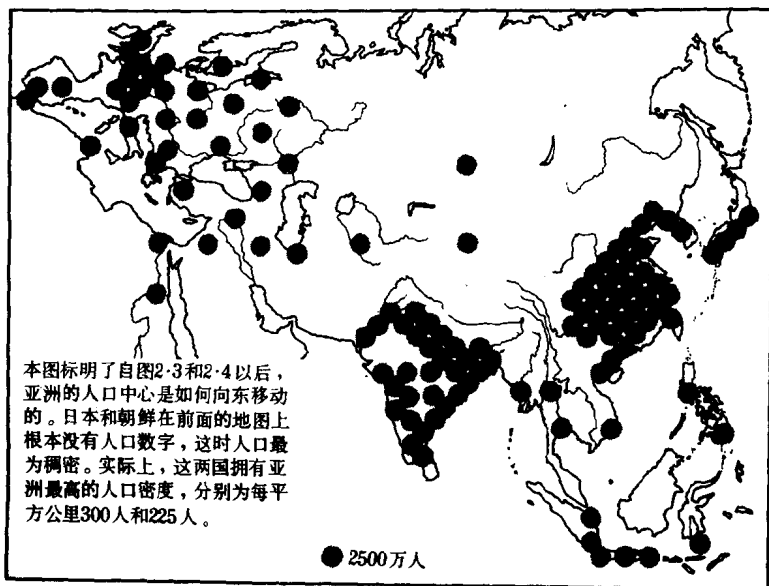 本图标明了自图2·3和2·4以后，
亚洲的人口中心是如何向东移动
的。日本和朝鲜在前面的地图上
根本没有人口数字，这时人口最
为稠密。实际上，这两国拥有亚
洲最高的人口密度，分别为每平
方公里300人和225人。
2500万人